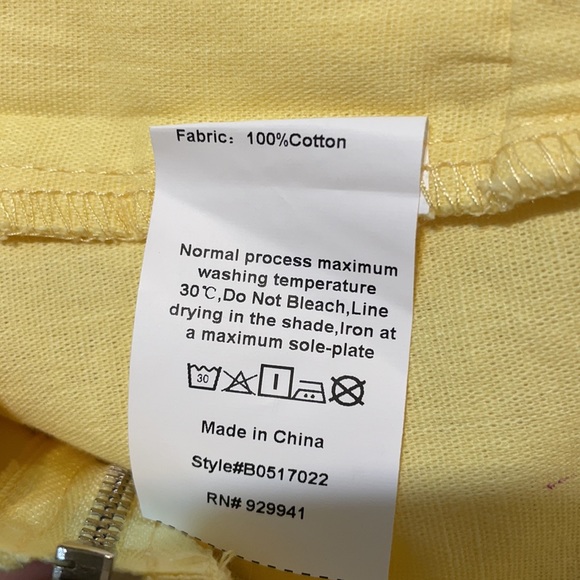 Fabric: 100%Cotton
Normal process maximum
washing temperature
30℃,Do Not Bleach,Line
drying in the shade,Iron at
a maximum sole-plate
30
Made in China
Style#B0517022
RN# 929941